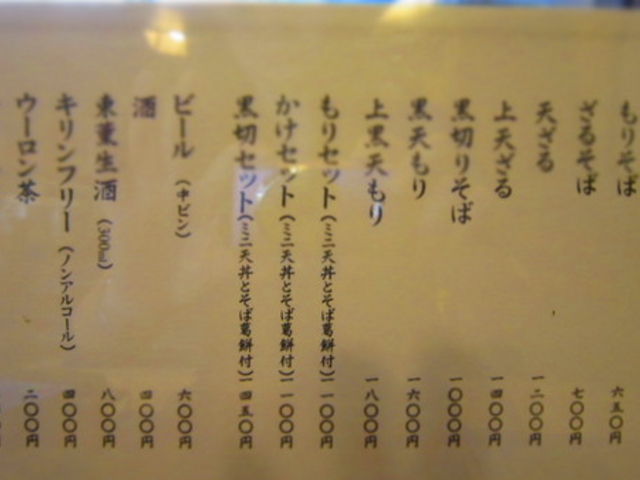 もりそば 六五〇円
ざるそば 七〇〇円
天ざる 一二〇〇円
上天ざる 一四〇〇円
黒切りそば 一〇〇〇円
黒天もり 一六〇〇円
上黒天もり 一八〇〇円
もりセット(ミニ天丼とそば葛餅付) 一一〇〇円
かけセット(ミニ天丼とそば葛餅付) 一一〇〇円
黒切セット(ミニ天丼とそば葛餅付) 一四五〇円
ビール(中ビン) 六〇〇円
酒 四〇〇円
東薫生酒(300ml) 八〇〇円
キリンフリー(ノンアルコール) 四〇〇円
ウーロン茶 二〇〇円